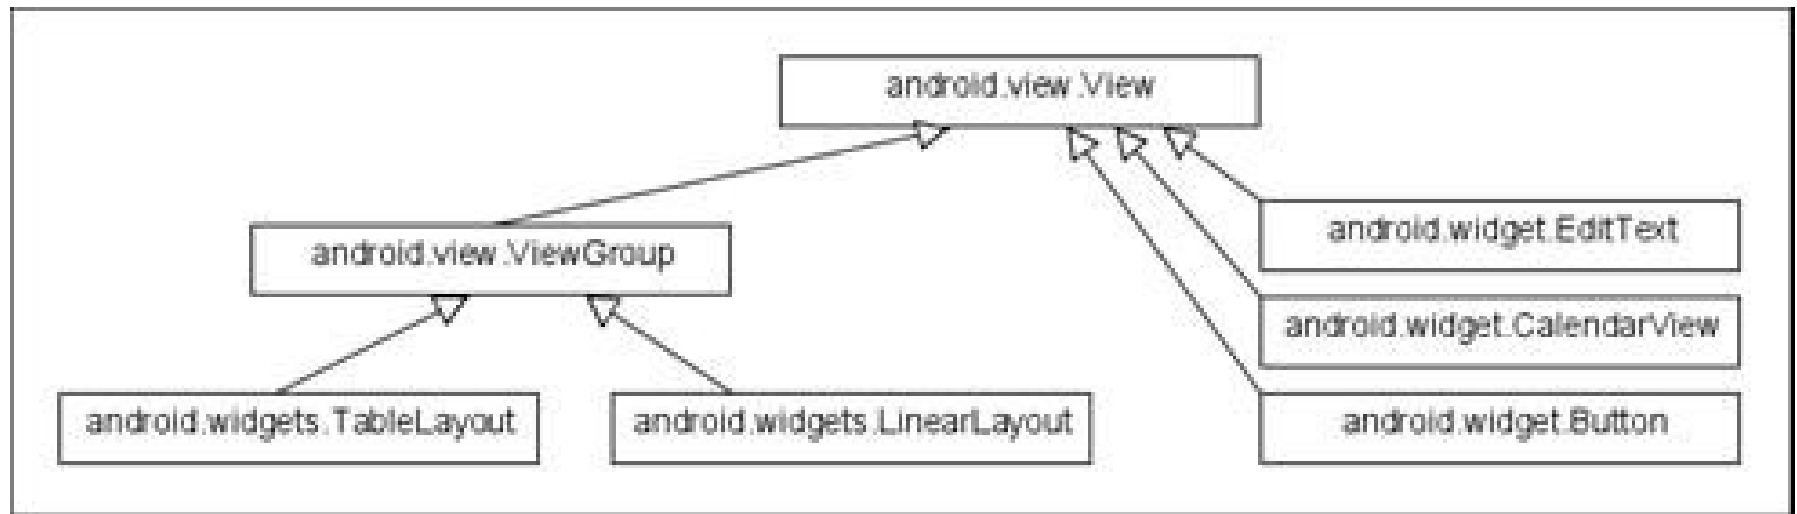 android.view.View
android.view.ViewGroup
android.widget.EditText
android.widget.CalendarView
android.widgets.TableLayout
android.widgets.LinearLayout
android.widget.Button